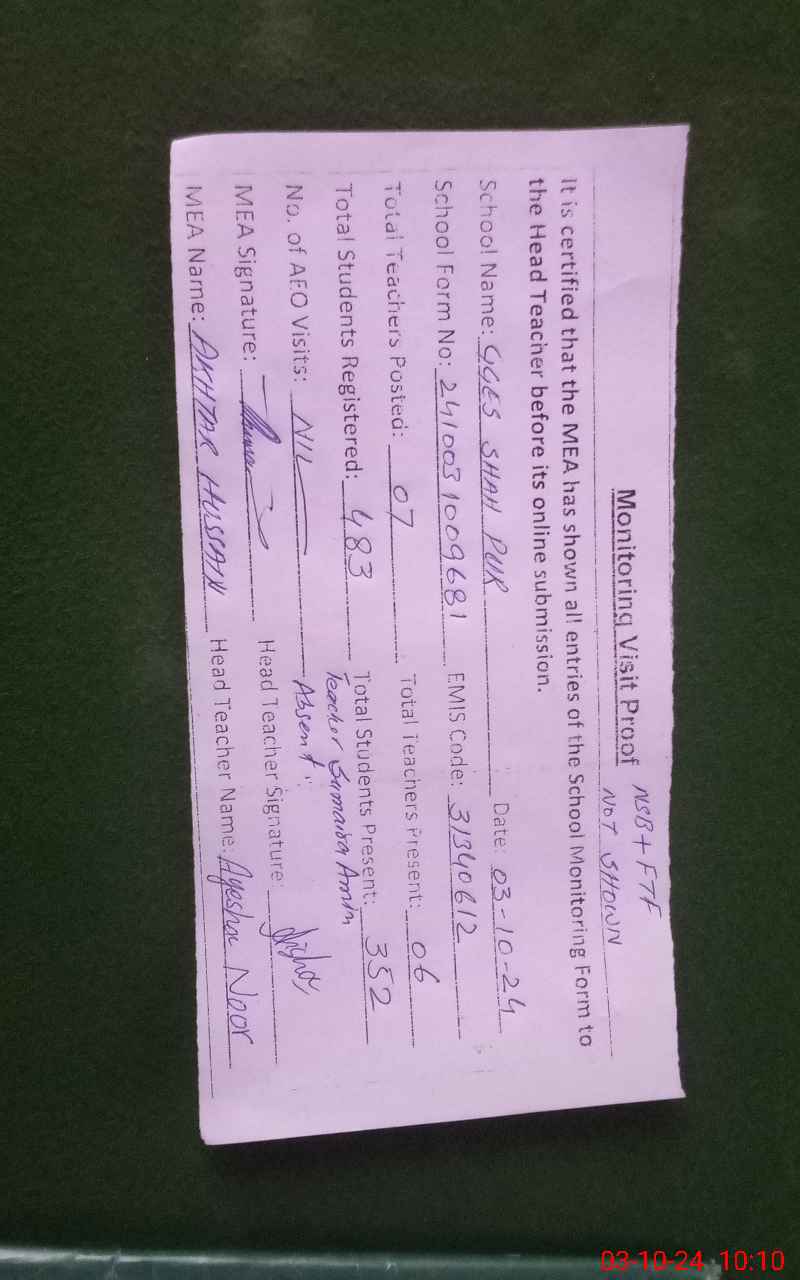 Monitoring Visit Proof NSB + FTF
NOT SHOWN
It is certified that the MEA has shown all entries of the School Monitoring Form to
the Head Teacher before its online submission.
School Name: GGES SHAH PUR Date: 03-10-24
School Form No: 2410031009681 EMIS Code: 31340612
Total Teachers Posted: 07 Total Teachers Present: 06
Total Students Registered: 483 Total Students Present: 352
Teacher Sumaira Amin
No. of AEO Visits: NIL Absent.
MEA Signature: Head Teacher Signature:
MEA Name: AKHTAR HUSSAIN Head Teacher Name: Ayesha Noor
03-10-24 10:10